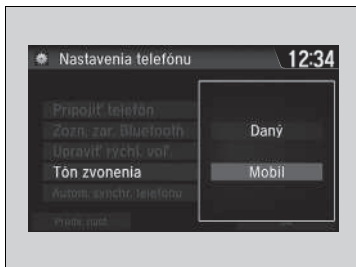 Nastavenia telefónu
12:34
Pripojiť telefón
Zozn. zar. Bluetooth
Upraviť rýchl. voľ.
Tón zvonenia
Autom. synchr. telefónu
Daný
Mobil